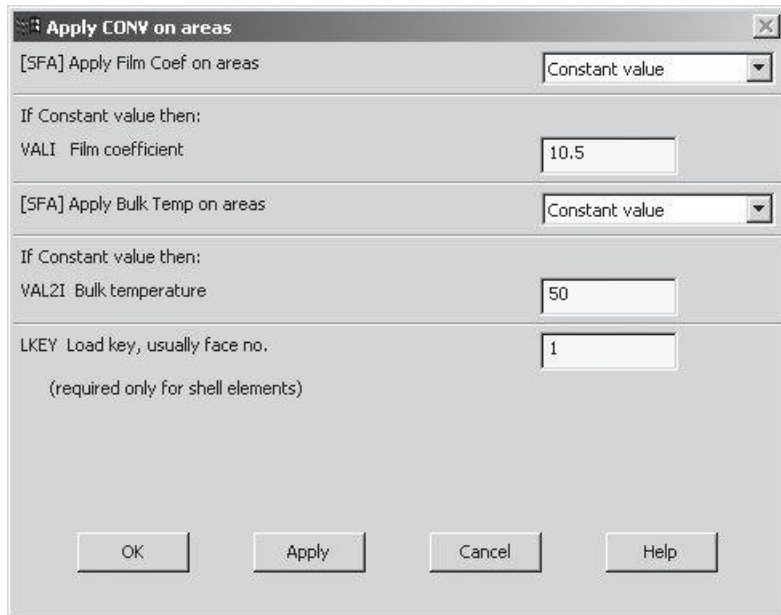 Apply CONV on areas
[SFA] Apply Film Coef on areas Constant value
If Constant value then:
VALI Film coefficient 10.5
[SFA] Apply Bulk Temp on areas Constant value
If Constant value then:
VAL2I Bulk temperature 50
LKEY Load key, usually face no. 1
(required only for shell elements)
OK Apply Cancel Help